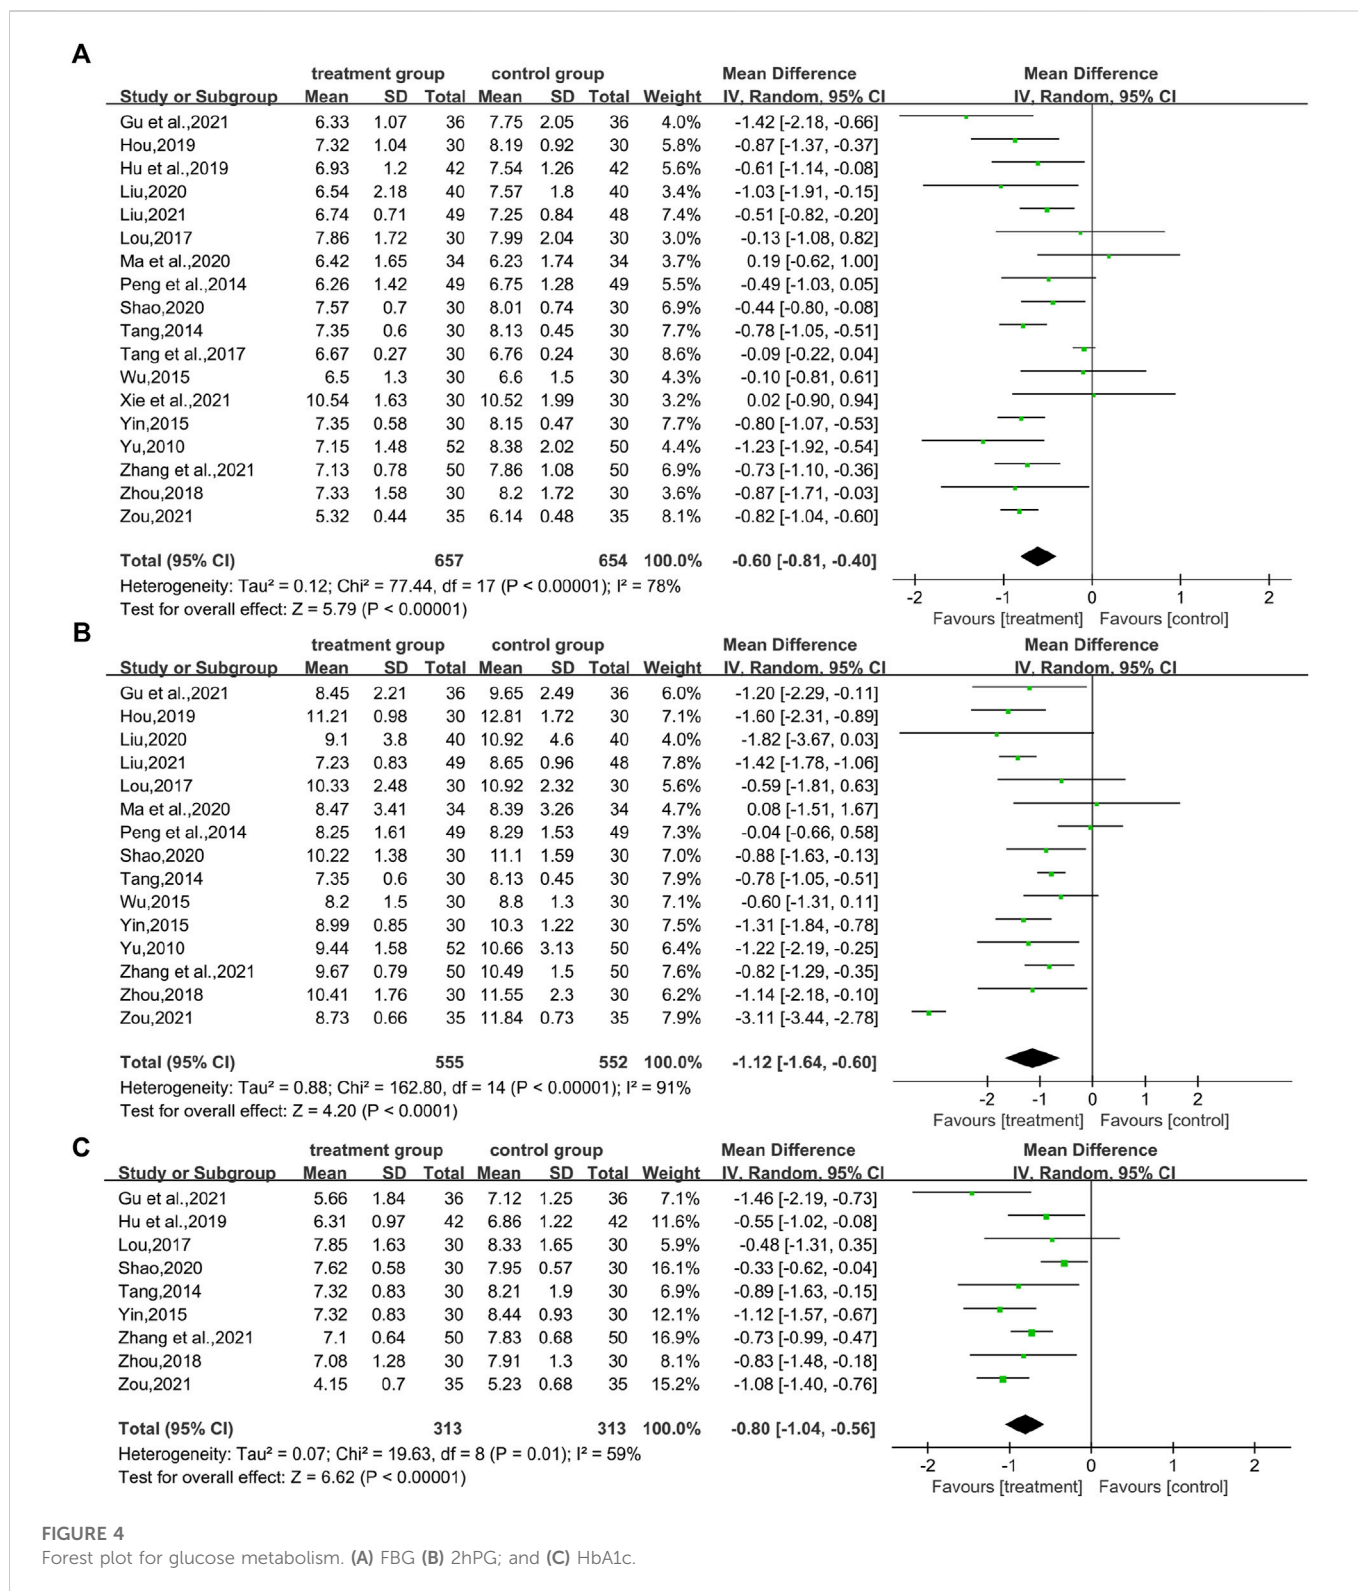 A
treatment group control group Mean Difference Mean Difference
Study or Subgroup Mean SD Total Mean SD Total Weight IV, Random, 95% CI IV, Random, 95% CI
Gu et al.,2021 6.33 1.07 36 7.75 2.05 36 4.0% -1.42 [-2.18, -0.66]
Hou,2019 7.32 1.04 30 8.19 0.92 30 5.8% -0.87 [-1.37, -0.37]
Hu et al.,2019 6.93 1.2 42 7.54 1.26 42 5.6% -0.61 [-1.14, -0.08]
Liu,2020 6.54 2.18 40 7.57 1.8 40 3.4% -1.03 [-1.91, -0.15]
Liu,2021 6.74 0.71 49 7.25 0.84 48 7.4% -0.51 [-0.82, -0.20]
Lou,2017 7.86 1.72 30 7.99 2.04 30 3.0% -0.13 [-1.08, 0.82]
Ma et al.,2020 6.42 1.65 34 6.23 1.74 34 3.7% 0.19 [-0.62, 1.00]
Peng et al.,2014 6.26 1.42 49 6.75 1.28 49 5.5% -0.49 [-1.03, 0.05]
Shao,2020 7.57 0.7 30 8.01 0.74 30 6.9% -0.44 [-0.80, -0.08]
Tang,2014 7.35 0.6 30 8.13 0.45 30 7.7% -0.78 [-1.05, -0.51]
Tang et al.,2017 6.67 0.27 30 6.76 0.24 30 8.6% -0.09 [-0.22, 0.04]
Wu,2015 6.5 1.3 30 6.6 1.5 30 4.3% -0.10 [-0.81, 0.61]
Xie et al.,2021 10.54 1.63 30 10.52 1.99 30 3.2% 0.02 [-0.90, 0.94]
Yin,2015 7.35 0.58 30 8.15 0.47 30 7.7% -0.80 [-1.07, -0.53]
Yu,2010 7.15 1.48 52 8.38 2.02 50 4.4% -1.23 [-1.92, -0.54]
Zhang et al.,2021 7.13 0.78 50 7.86 1.08 50 6.9% -0.73 [-1.10, -0.36]
Zhou,2018 7.33 1.58 30 8.2 1.72 30 3.6% -0.87 [-1.71, -0.03]
Zou,2021 5.32 0.44 35 6.14 0.48 35 8.1% -0.82 [-1.04, -0.60]
Total (95% CI) 657 654 100.0% -0.60 [-0.81, -0.40]
Heterogeneity: Tau² = 0.12; Chi² = 77.44, df = 17 (P < 0.00001); I² = 78%
Test for overall effect: Z = 5.79 (P < 0.00001)
-2 -1 0 1 2
Favours [treatment] Favours [control]
B
treatment group control group Mean Difference Mean Difference
Study or Subgroup Mean SD Total Mean SD Total Weight IV, Random, 95% CI IV, Random, 95% CI
Gu et al.,2021 8.45 2.21 36 9.65 2.49 36 6.0% -1.20 [-2.29, -0.11]
Hou,2019 11.21 0.98 30 12.81 1.72 30 7.1% -1.60 [-2.31, -0.89]
Liu,2020 9.1 3.8 40 10.92 4.6 40 4.0% -1.82 [-3.67, 0.03]
Liu,2021 7.23 0.83 49 8.65 0.96 48 7.8% -1.42 [-1.78, -1.06]
Lou,2017 10.33 2.48 30 10.92 2.32 30 5.6% -0.59 [-1.81, 0.63]
Ma et al.,2020 8.47 3.41 34 8.39 3.26 34 4.7% 0.08 [-1.51, 1.67]
Peng et al.,2014 8.25 1.61 49 8.29 1.53 49 7.3% -0.04 [-0.66, 0.58]
Shao,2020 10.22 1.38 30 11.1 1.59 30 7.0% -0.88 [-1.63, -0.13]
Tang,2014 7.35 0.6 30 8.13 0.45 30 7.9% -0.78 [-1.05, -0.51]
Wu,2015 8.2 1.5 30 8.8 1.3 30 7.1% -0.60 [-1.31, 0.11]
Yin,2015 8.99 0.85 30 10.3 1.22 30 7.5% -1.31 [-1.84, -0.78]
Yu,2010 9.44 1.58 52 10.66 3.13 50 6.4% -1.22 [-2.19, -0.25]
Zhang et al.,2021 9.67 0.79 50 10.49 1.5 50 7.6% -0.82 [-1.29, -0.35]
Zhou,2018 10.41 1.76 30 11.55 2.3 30 6.2% -1.14 [-2.18, -0.10]
Zou,2021 8.73 0.66 35 11.84 0.73 35 7.9% -3.11 [-3.44, -2.78]
Total (95% CI) 555 552 100.0% -1.12 [-1.64, -0.60]
Heterogeneity: Tau² = 0.88; Chi² = 162.80, df = 14 (P < 0.00001); I² = 91%
Test for overall effect: Z = 4.20 (P < 0.0001)
-2 -1 0 1 2
Favours [treatment] Favours [control]
C
treatment group control group Mean Difference Mean Difference
Study or Subgroup Mean SD Total Mean SD Total Weight IV, Random, 95% CI IV, Random, 95% CI
Gu et al.,2021 5.66 1.84 36 7.12 1.25 36 7.1% -1.46 [-2.19, -0.73]
Hu et al.,2019 6.31 0.97 42 6.86 1.22 42 11.6% -0.55 [-1.02, -0.08]
Lou,2017 7.85 1.63 30 8.33 1.65 30 5.9% -0.48 [-1.31, 0.35]
Shao,2020 7.62 0.58 30 7.95 0.57 30 16.1% -0.33 [-0.62, -0.04]
Tang,2014 7.32 0.83 30 8.21 1.9 30 6.9% -0.89 [-1.63, -0.15]
Yin,2015 7.32 0.83 30 8.44 0.93 30 12.1% -1.12 [-1.57, -0.67]
Zhang et al.,2021 7.1 0.64 50 7.83 0.68 50 16.9% -0.73 [-0.99, -0.47]
Zhou,2018 7.08 1.28 30 7.91 1.3 30 8.1% -0.83 [-1.48, -0.18]
Zou,2021 4.15 0.7 35 5.23 0.68 35 15.2% -1.08 [-1.40, -0.76]
Total (95% CI) 313 313 100.0% -0.80 [-1.04, -0.56]
Heterogeneity: Tau² = 0.07; Chi² = 19.63, df = 8 (P = 0.01); I² = 59%
Test for overall effect: Z = 6.62 (P < 0.00001)
-2 -1 0 1 2
Favours [treatment] Favours [control]
FIGURE 4
Forest plot for glucose metabolism. (A) FBG (B) 2hPG; and (C) HbA1c.